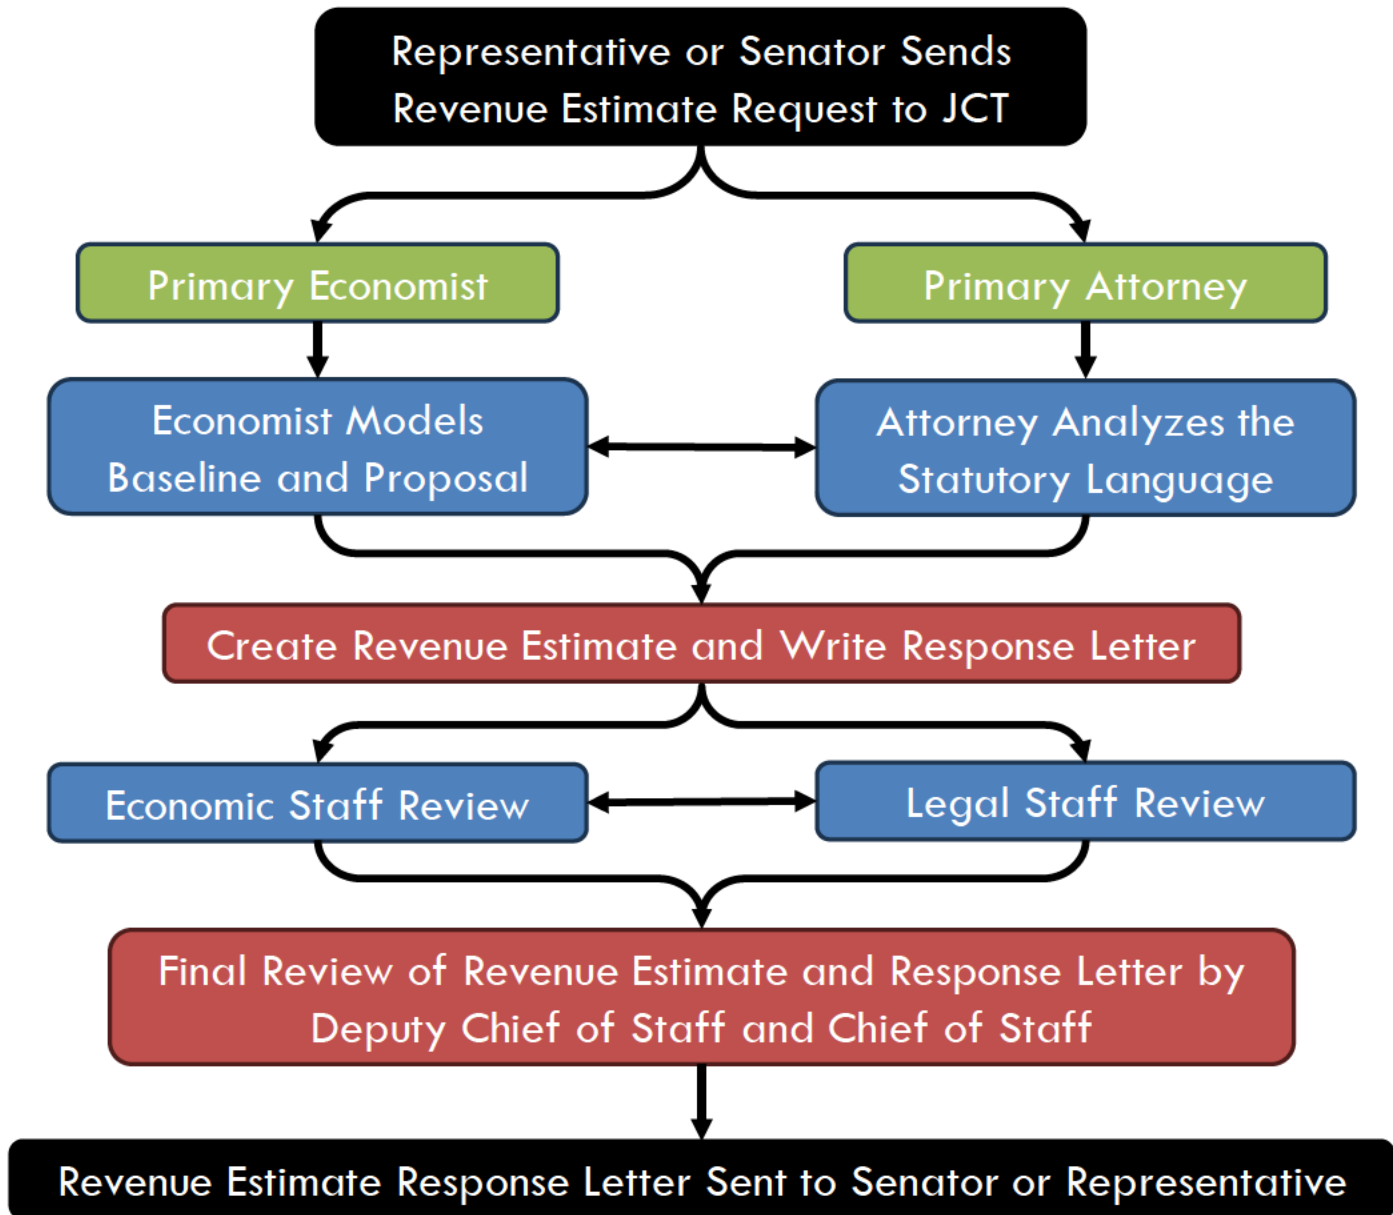 Representative or Senator Sends
Revenue Estimate Request to JCT
Primary Economist
Primary Attorney
Economist Models
Baseline and Proposal
Attorney Analyzes the
Statutory Language
Create Revenue Estimate and Write Response Letter
Economic Staff Review
Legal Staff Review
Final Review of Revenue Estimate and Response Letter by
Deputy Chief of Staff and Chief of Staff
Revenue Estimate Response Letter Sent to Senator or Representative